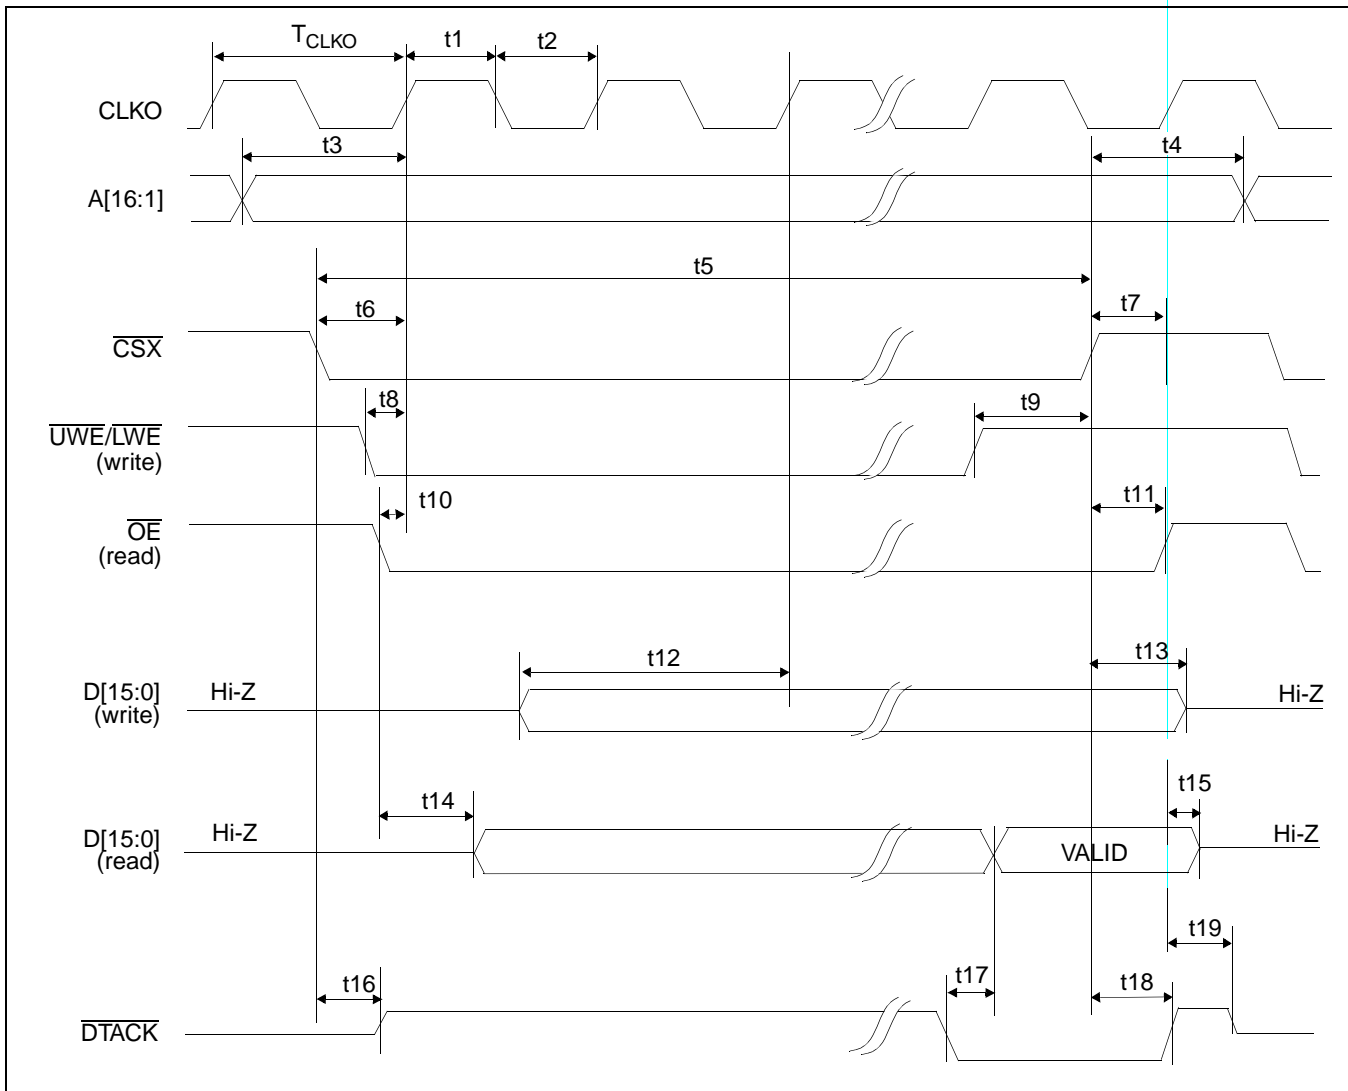 TCLKO t1 t2
CLKO
t3 t4
A[16:1]
t5
t6 t7
CSX
t8 t9
UWE/LWE
(write)
t10 t11
OE
(read)
t12 t13
D[15:0] Hi-Z Hi-Z
(write)
t14 t15
D[15:0] Hi-Z VALID Hi-Z
(read)
t19
t16 t17 t18
DTACK